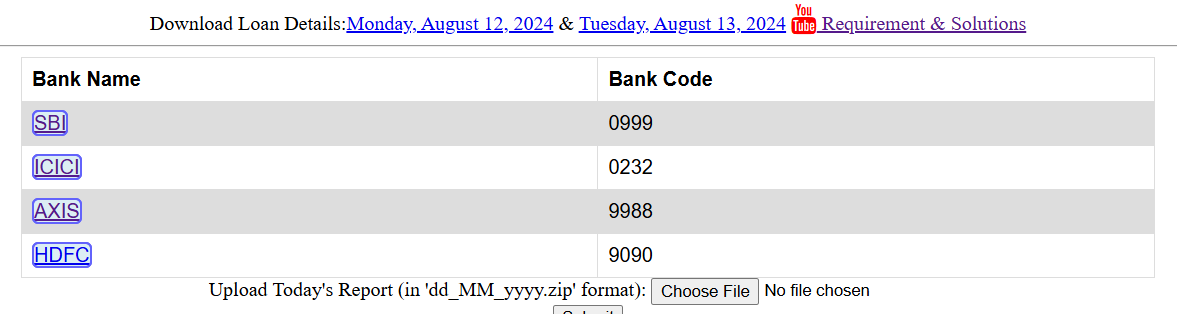 Download Loan Details:Monday, August 12, 2024 & Tuesday, August 13, 2024 You Tube Requirement & Solutions
Bank Name Bank Code
SBI 0999
ICICI 0232
AXIS 9988
HDFC 9090
Upload Today's Report (in 'dd_MM_yyyy.zip' format): Choose File No file chosen